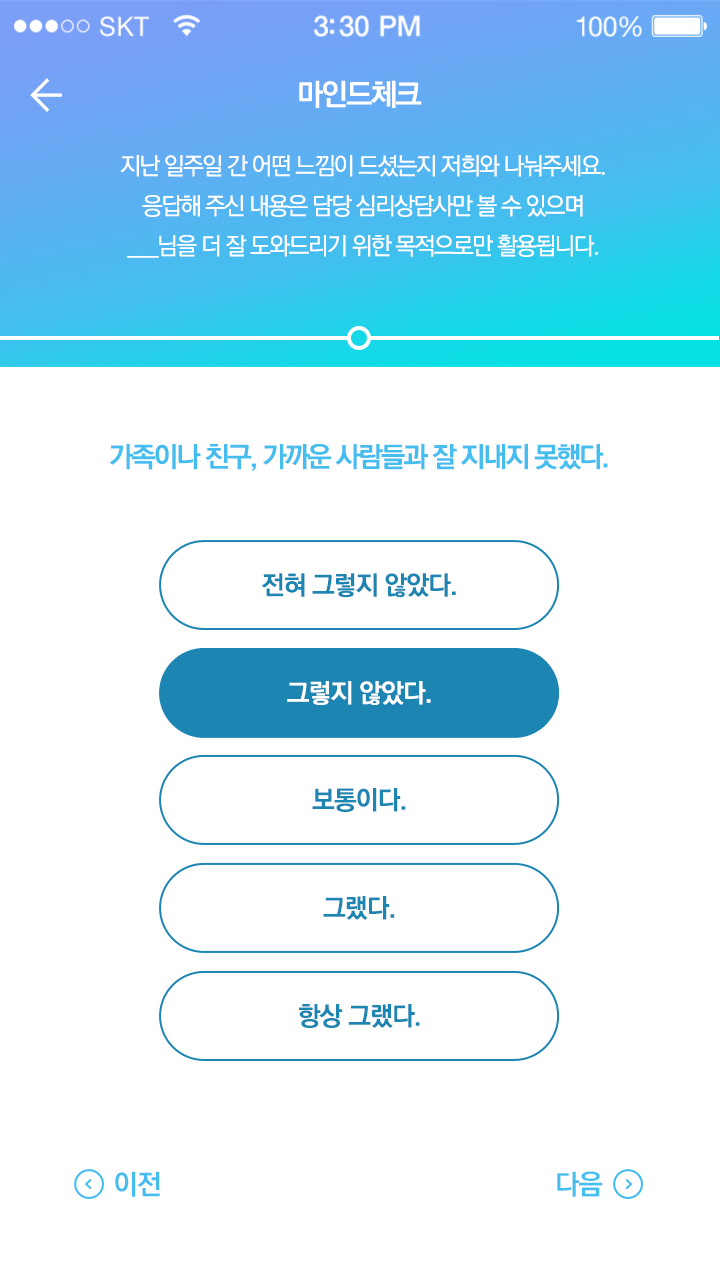 SKT 3:30 PM 100%
마인드체크
지난 일주일 간 어떤 느낌이 드셨는지 저희와 나눠주세요.
응답해 주신 내용은 담당 심리상담사만 볼 수 있으며
___님을 더 잘 도와드리기 위한 목적으로만 활용됩니다.
가족이나 친구, 가까운 사람들과 잘 지내지 못했다.
전혀 그렇지 않았다.
그렇지 않았다.
보통이다.
그랬다.
항상 그랬다.
이전 다음